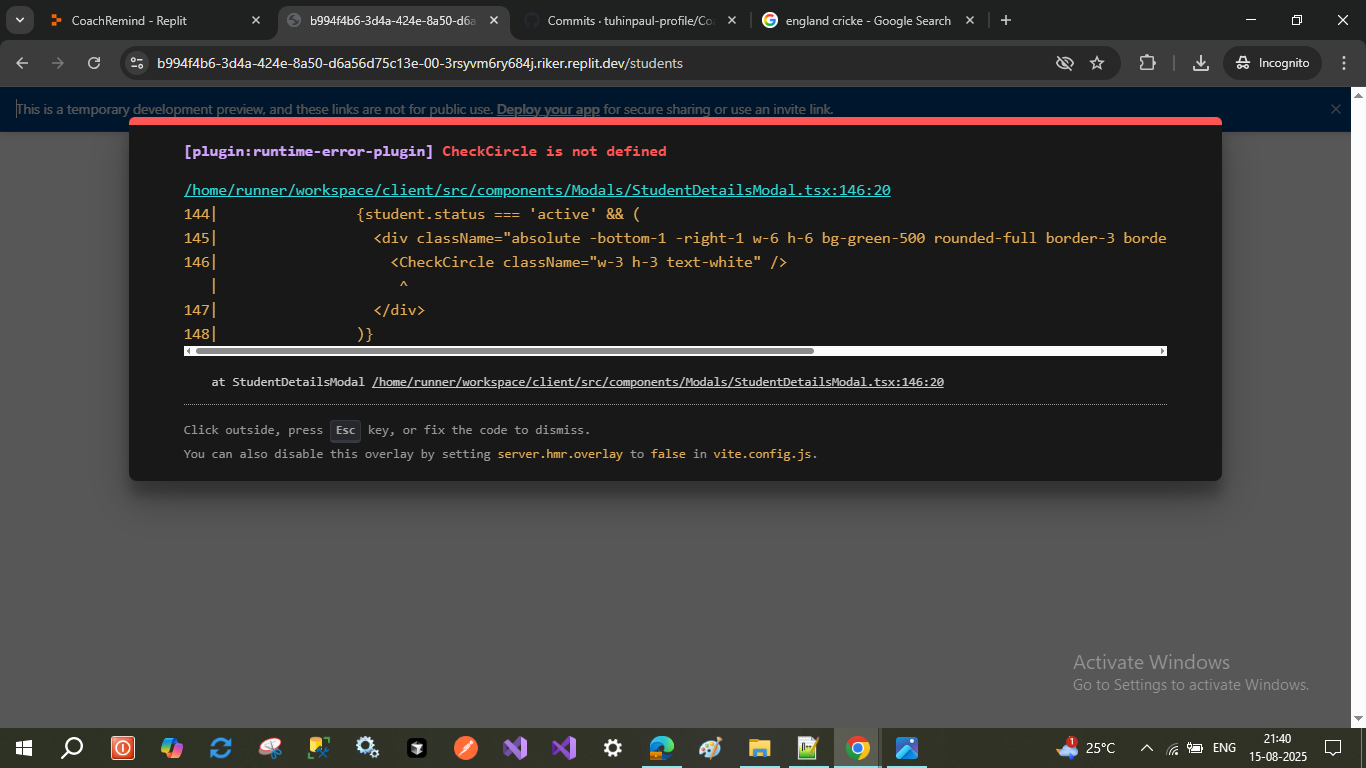 CoachRemind - Replit
b994f4b6-3d4a-424e-8a50-d6a
Commits · tuhinpaul-profile/Co
england cricke - Google Search
b994f4b6-3d4a-424e-8a50-d6a56d75c13e-00-3rsyvm6ry684j.riker.replit.dev/students
Incognito
This is a temporary development preview, and these links are not for public use. Deploy your app for secure sharing or use an invite link.
[plugin:runtime-error-plugin] CheckCircle is not defined
/home/runner/workspace/client/src/components/Modals/StudentDetailsModal.tsx:146:20
144| {student.status === 'active' && (
145| <div className="absolute -bottom-1 -right-1 w-6 h-6 bg-green-500 rounded-full border-3 borde
146| <CheckCircle className="w-3 h-3 text-white" />
| ^
147| </div>
148| )}
at StudentDetailsModal /home/runner/workspace/client/src/components/Modals/StudentDetailsModal.tsx:146:20
Click outside, press Esc key, or fix the code to dismiss.
You can also disable this overlay by setting server.hmr.overlay to false in vite.config.js.
Activate Windows
Go to Settings to activate Windows.
1
25°C
ENG
21:40
15-08-2025